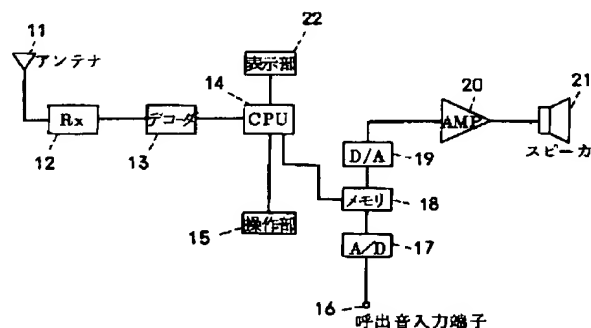 11
アンテナ
Rx
12
デコーダ
13
22
表示部
14
CPU
15
操作部
20
AMP
21
スピーカ
D/A
19
メモリ
18
A/D
17
16
呼出音入力端子